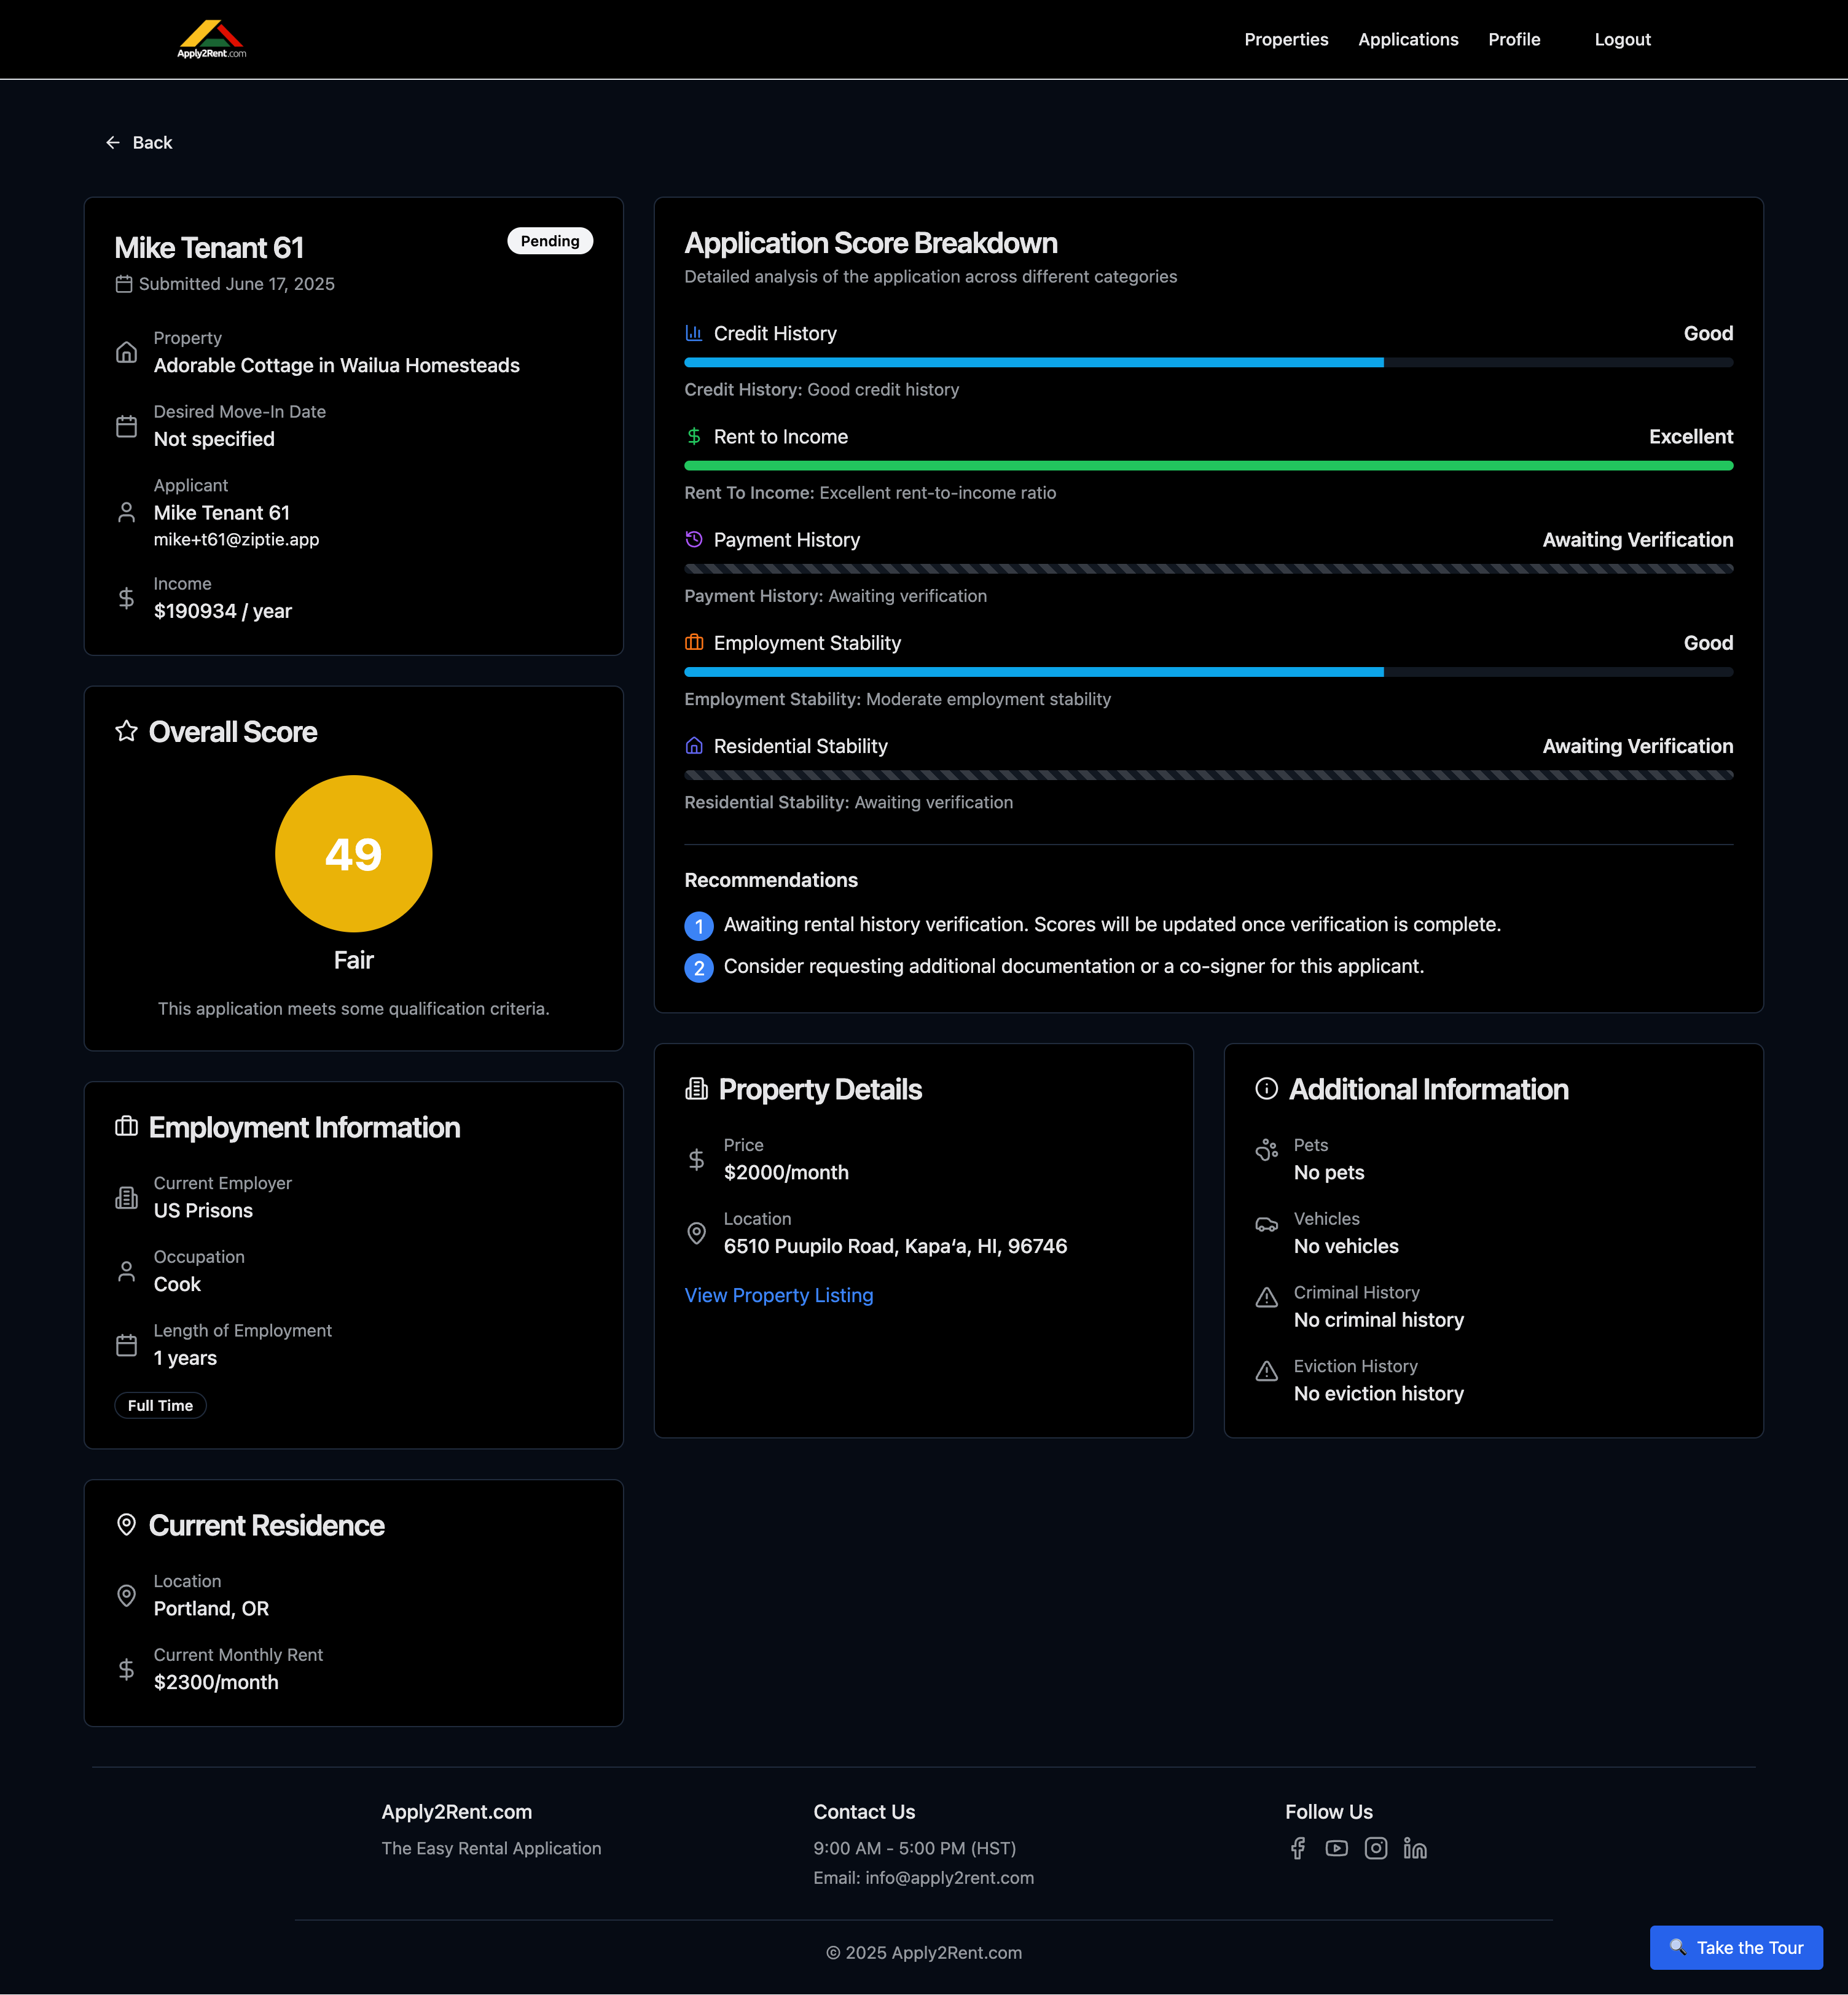 Apply2Rent.com
Properties
Applications
Profile
Logout
Back
Mike Tenant 61
Pending
Submitted June 17, 2025
Property
Adorable Cottage in Wailua Homesteads
Desired Move-In Date
Not specified
Applicant
Mike Tenant 61
mike+t61@ziptie.app
Income
$190934 / year
Overall Score
49
Fair
This application meets some qualification criteria.
Employment Information
Current Employer
US Prisons
Occupation
Cook
Length of Employment
1 years
Full Time
Current Residence
Location
Portland, OR
Current Monthly Rent
$2300/month
Application Score Breakdown
Detailed analysis of the application across different categories
Credit History
Good
Credit History: Good credit history
Rent to Income
Excellent
Rent To Income: Excellent rent-to-income ratio
Payment History
Awaiting Verification
Payment History: Awaiting verification
Employment Stability
Good
Employment Stability: Moderate employment stability
Residential Stability
Awaiting Verification
Residential Stability: Awaiting verification
Recommendations
1 Awaiting rental history verification. Scores will be updated once verification is complete.
2 Consider requesting additional documentation or a co-signer for this applicant.
Property Details
Price
$2000/month
Location
6510 Puupilo Road, Kapaʻa, HI, 96746
View Property Listing
Additional Information
Pets
No pets
Vehicles
No vehicles
Criminal History
No criminal history
Eviction History
No eviction history
Apply2Rent.com
The Easy Rental Application
Contact Us
9:00 AM - 5:00 PM (HST)
Email: info@apply2rent.com
Follow Us
© 2025 Apply2Rent.com
Take the Tour